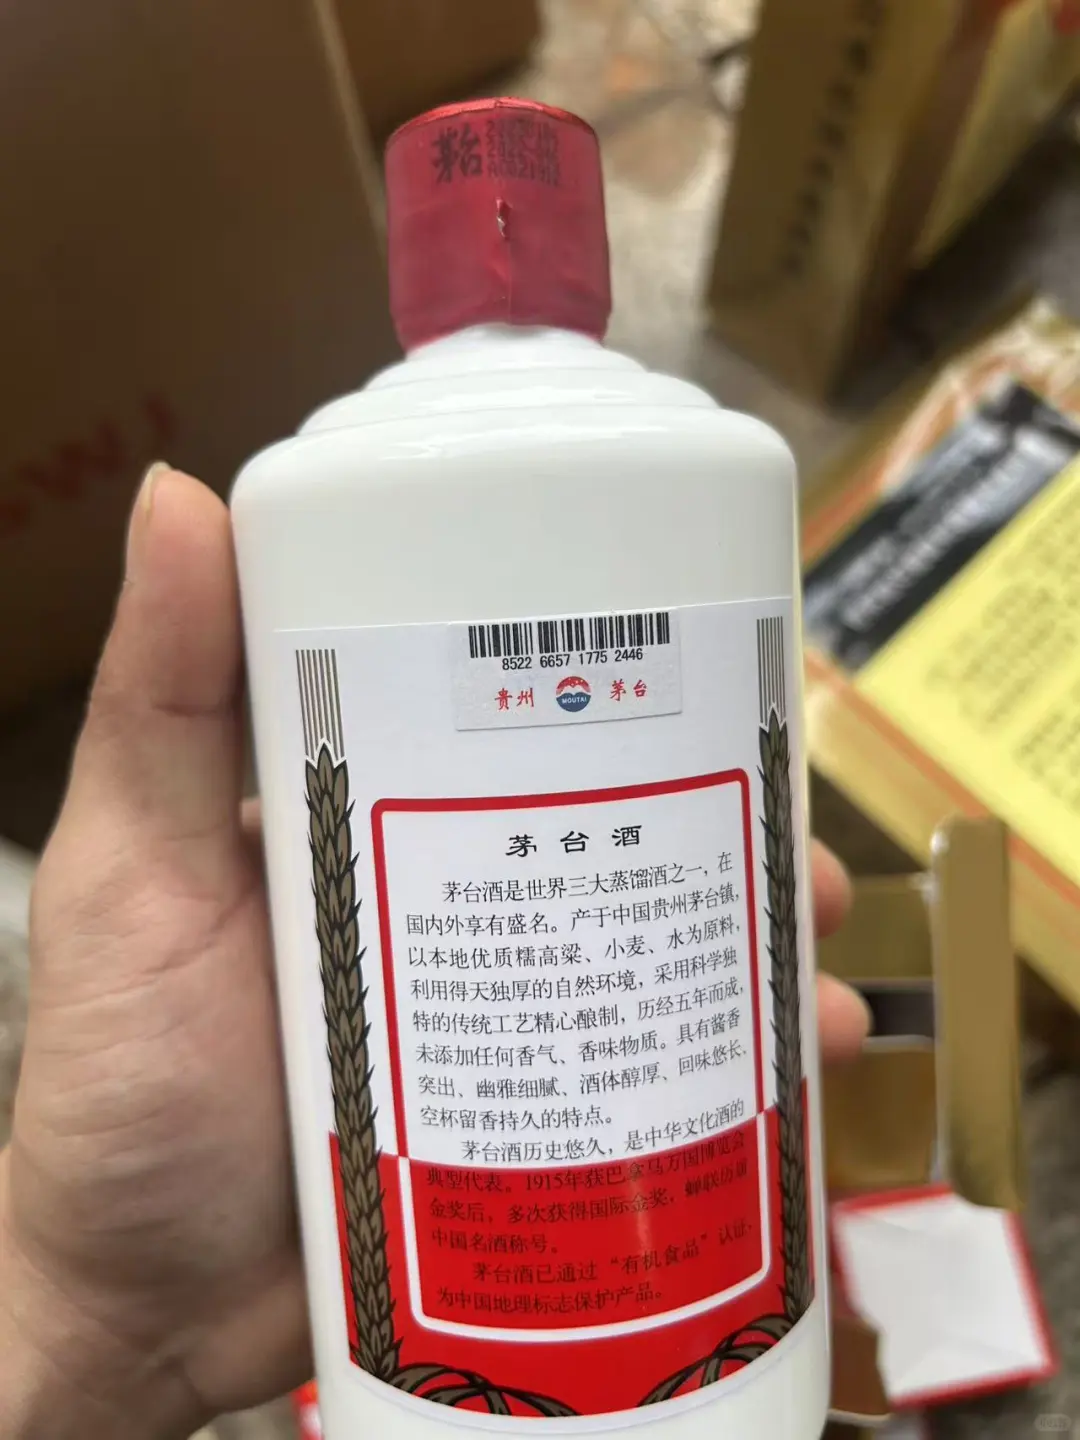 茅台
8522 6657 1775 2446
贵州 MOUTAI 茅台
茅台酒
茅台酒是世界三大蒸馏酒之一，在
国内外享有盛名。产于中国贵州茅台镇，
以本地优质糯高粱、小麦、水为原料，
利用得天独厚的自然环境，采用科学独
特的传统工艺精心酿制，历经五年而成，
未添加任何香气、香味物质。具有酱香
突出、幽雅细腻、酒体醇厚、回味悠长、
空杯留香持久的特点。
茅台酒历史悠久，是中华文化酒的
典型代表。1915年获巴拿马万国博览会
金奖后，多次获得国际金奖，蝉联历届
中国名酒称号。
茅台酒已通过“有机食品”认证，
为中国地理标志保护产品。